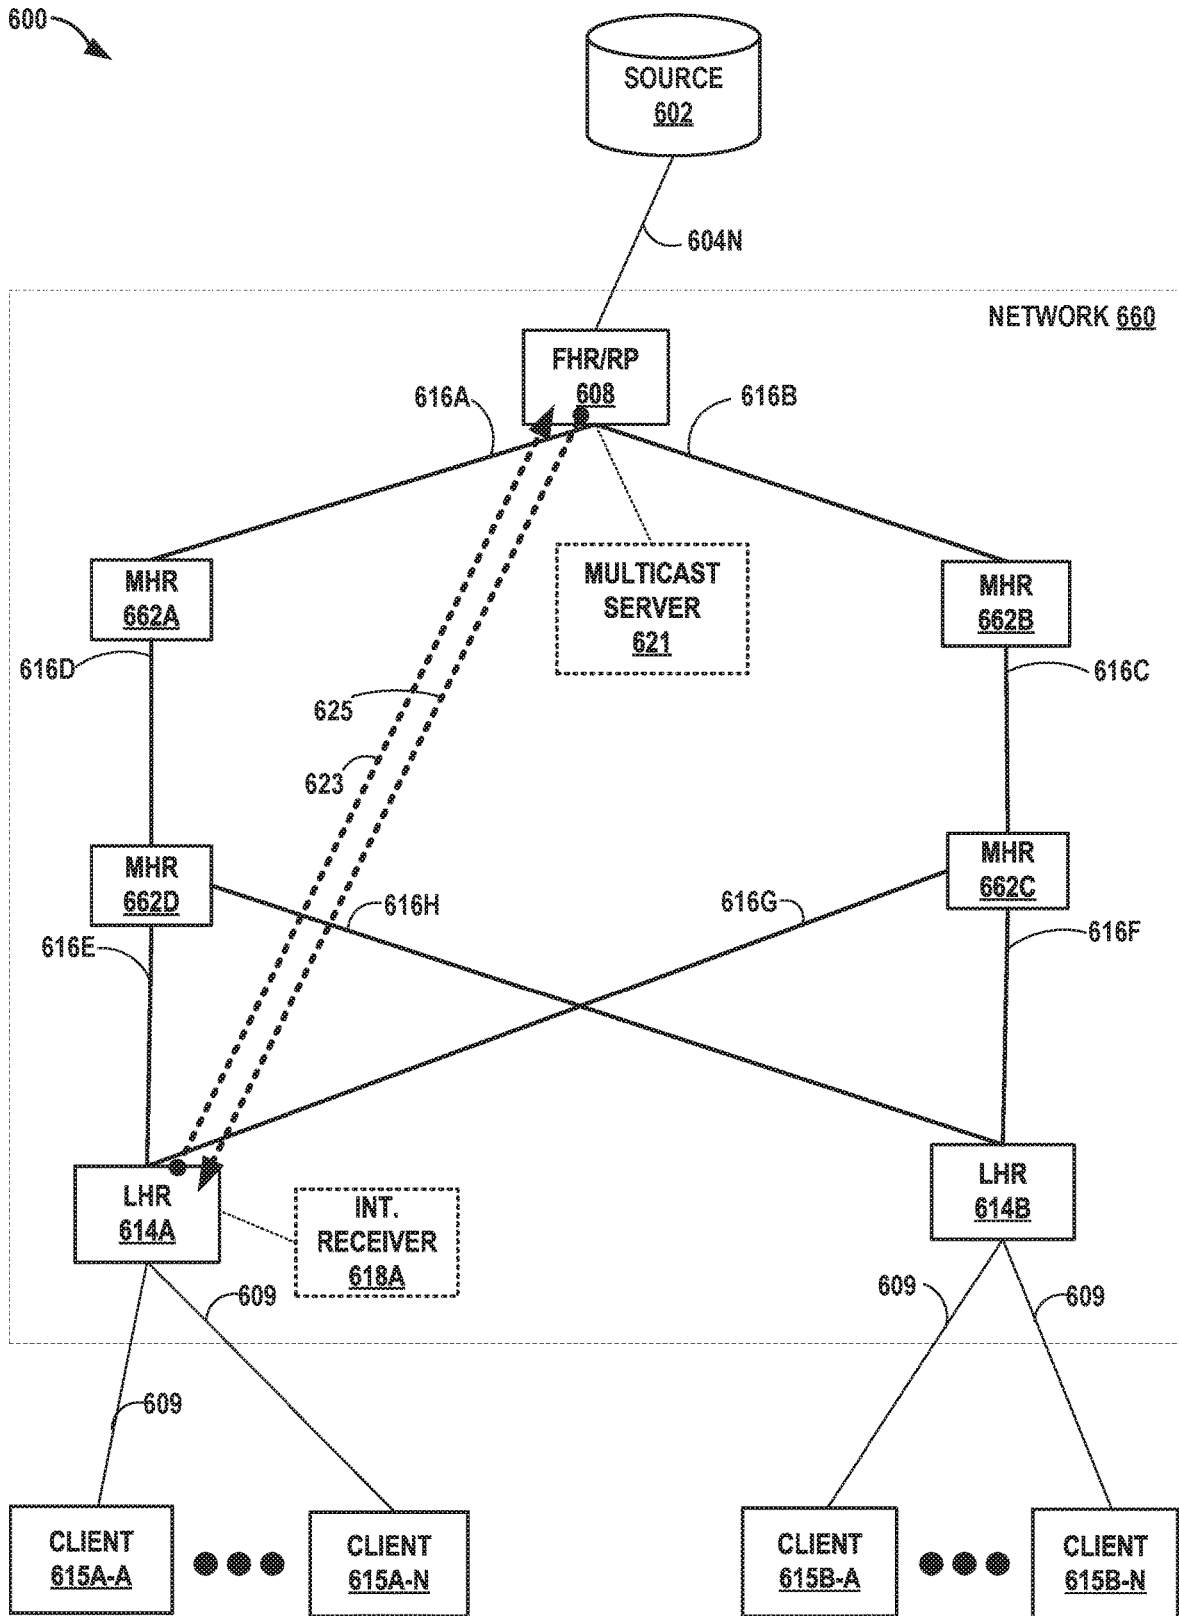 600
SOURCE
602
604N
NETWORK 660
FHR/RP
608
616A
616B
MULTICAST
SERVER
621
MHR
662A
MHR
662B
616D
616C
625
623
MHR
662D
MHR
662C
616H
616G
616E
616F
LHR
614A
INT.
RECEIVER
618A
LHR
614B
609
609
609
609
CLIENT
615A-A
CLIENT
615A-N
CLIENT
615B-A
CLIENT
615B-N